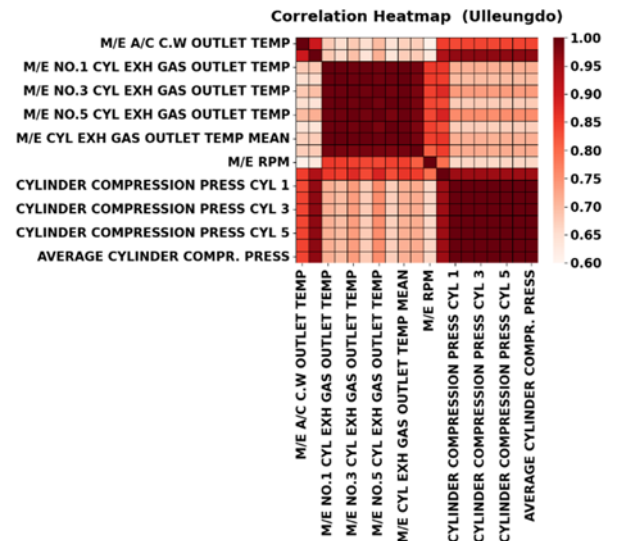 Correlation Heatmap (Ulleungdo)
M/E A/C C.W OUTLET TEMP
M/E NO.1 CYL EXH GAS OUTLET TEMP
M/E NO.3 CYL EXH GAS OUTLET TEMP
M/E NO.5 CYL EXH GAS OUTLET TEMP
M/E CYL EXH GAS OUTLET TEMP MEAN
M/E RPM
CYLINDER COMPRESSION PRESS CYL 1
CYLINDER COMPRESSION PRESS CYL 3
CYLINDER COMPRESSION PRESS CYL 5
AVERAGE CYLINDER COMPR. PRESS
1.00
0.95
0.90
0.85
0.80
0.75
0.70
0.65
0.60
M/E A/C C.W OUTLET TEMP
M/E NO.1 CYL EXH GAS OUTLET TEMP
M/E NO.3 CYL EXH GAS OUTLET TEMP
M/E NO.5 CYL EXH GAS OUTLET TEMP
M/E CYL EXH GAS OUTLET TEMP MEAN
M/E RPM
CYLINDER COMPRESSION PRESS CYL 1
CYLINDER COMPRESSION PRESS CYL 3
CYLINDER COMPRESSION PRESS CYL 5
AVERAGE CYLINDER COMPR. PRESS